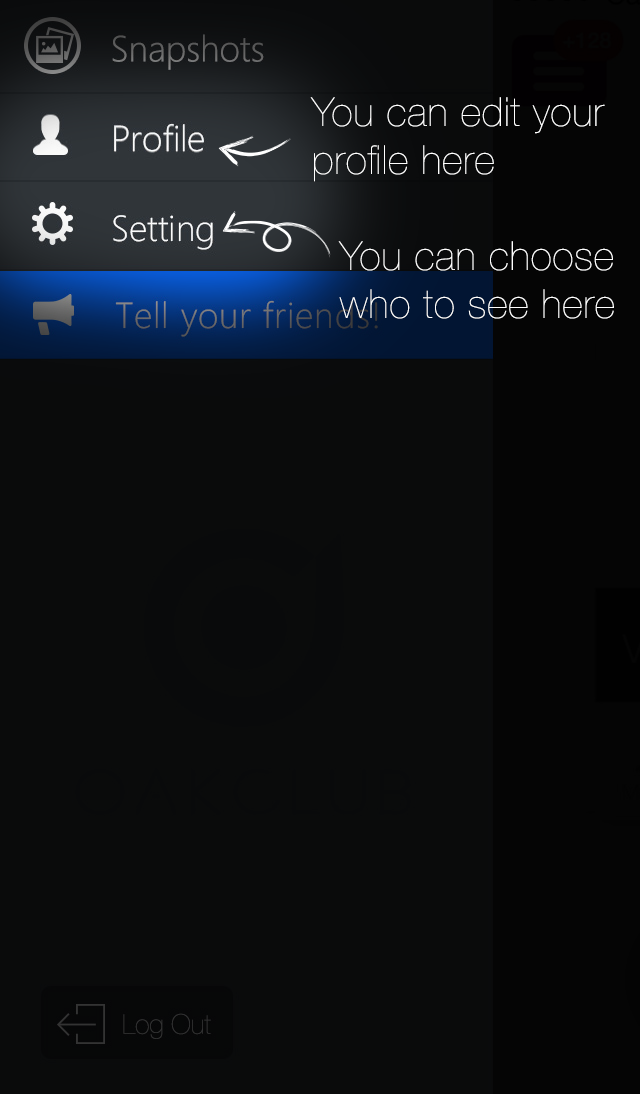 Snapshots
Profile
You can edit your
profile here
Setting
You can choose
who to see here
Tell your friends!
Log Out